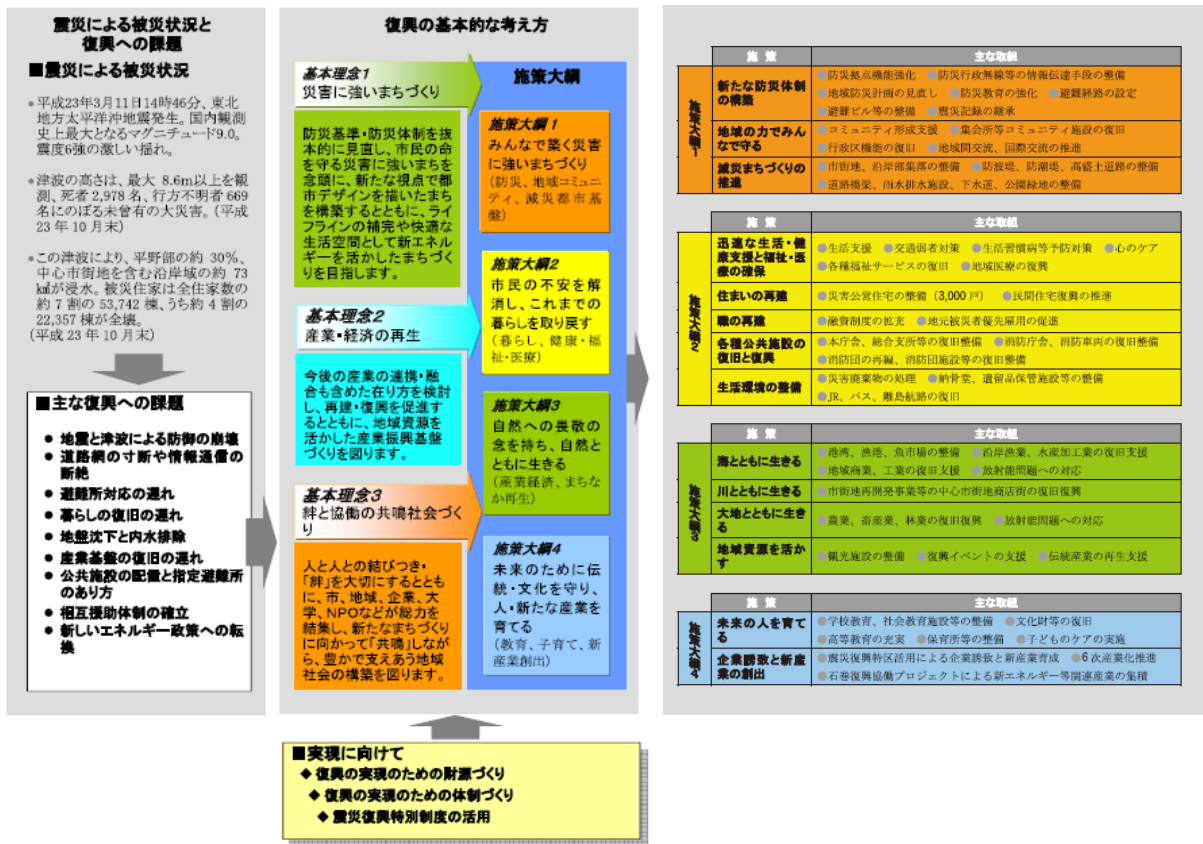 震災による被災状況と
復興への課題
■震災による被災状況
●平成23年3月11日14時46分、東北
地方太平洋沖地震発生。国内観測
史上最大となるマグニチュード9.0。
震度6強の激しい揺れ。
●津波の高さは、最大 8.6m以上を観
測、死者 2,978 名、行方不明者 669
名にのぼる未曾有の大災害。(平成
23 年 10 月末)
●この津波により、平野部の約 30%、
中心市街地を含む沿岸域の約 73
㎢が浸水。被災住家は全住家数の
約 7 割の 53,742 棟、うち約 4 割の
22,357 棟が全壊。
(平成 23 年 10 月末)
■主な復興への課題
● 地震と津波による防御の崩壊
● 道路網の寸断や情報通信の
断絶
● 避難所対応の遅れ
● 暮らしの復旧の遅れ
● 地盤沈下と内水排除
● 産業基盤の復旧の遅れ
● 公共施設の配置と指定避難所
のあり方
● 相互援助体制の確立
● 新しいエネルギー政策への転
換
復興の基本的な考え方
基本理念1
災害に強いまちづくり
防災基準・防災体制を抜
本的に見直し、市民の命
を守る災害に強いまちを
念頭に、新たな視点で都
市デザインを描いたまち
を構築するとともに、ライ
フラインの補完や快適な
生活空間として新エネル
ギーを活かしたまちづく
りを目指します。
基本理念2
産業・経済の再生
今後の産業の連携・融
合も含めた在り方を検討
し、再建・復興を促進す
るとともに、地域資源を
活かした産業振興基盤
づくりを図ります。
基本理念3
絆と協働の共鳴社会づく
り
人と人との結びつき・
「絆」を大切にするととも
に、市、地域、企業、大
学、NPOなどが総力を
結集し、新たなまちづくり
に向かって「共鳴」しなが
ら、豊かで支えあう地域
社会の構築を図ります。
施策大綱
施策大綱 1
みんなで築く災害
に強いまちづくり
(防災、地域コミュニ
ティ、減災都市基
盤)
施策大綱2
市民の不安を解
消し、これまでの
暮らしを取り戻す
(暮らし、健康・福
祉・医療)
施策大綱3
自然への畏敬の
念を持ち、自然と
ともに生きる
(産業経済、まちな
か再生)
施策大綱4
未来のために伝
統・文化を守り、
人・新たな産業を
育てる
(教育、子育て、新
産業創出)
■実現に向けて
◆ 復興の実現のための財源づくり
◆ 復興の実現のための体制づくり
◆ 震災復興特別制度の活用
施 策 主な取組
施策大綱1
新たな防災体制
の構築
●防災拠点機能強化 ●防災行政無線等の情報伝達手段の整備
●地域防災計画の見直し ●防災教育の強化 ●避難経路の設定
●避難ビル等の整備 ●震災記録の継承
地域の力でみん
なで守る
●コミュニティ形成支援 ●集会所等コミュニティ施設の復旧
●行政区機能の復旧 ●地域間交流、国際交流の推進
減災まちづくりの
推進
●市街地、沿岸部集落の整備 ●防波堤、防潮堤、高盛土道路の整備
●道路橋梁、雨水排水施設、下水道、公園緑地の整備
施 策 主な取組
施策大綱2
迅速な生活・健
康支援と福祉・医療
の確保
●生活支援 ●交通弱者対策 ●生活習慣病等予防対策 ●心のケア
●各種福祉サービスの復旧 ●地域医療の復興
住まいの再建
●災害公営住宅の整備(3,000 戸) ●民間住宅復興の推進
職の再建
●融資制度の拡充 ●地元被災者優先雇用の促進
各種公共施設の
復旧と復興
●本庁舎、総合支所等の復旧整備 ●消防庁舎、消防車両の復旧整備
●消防団の再編、消防団施設等の復旧整備
生活環境の整備
●災害廃棄物の処理 ●納骨堂、遺留品保管施設等の整備
●JR、バス、離島航路の復旧
施 策 主な取組
施策大綱3
海とともに生きる
●港湾、漁港、魚市場の整備 ●沿岸漁業、水産加工業の復旧支援
●地域商業、工業の復旧支援 ●放射能問題への対応
川とともに生きる
●市街地再開発事業等の中心市街地商店街の復旧復興
大地とともに生き
る
●農業、畜産業、林業の復旧復興 ●放射能問題への対応
地域資源を活か
す
●観光施設の整備 ●復興イベントの支援 ●伝統産業の再生支援
施 策 主な取組
施策大綱4
未来の人を育て
る
●学校教育、社会教育施設等の整備 ●文化財等の復旧
●高等教育の充実 ●保育所等の整備 ●子どものケアの実施
企業誘致と新産
業の創出
●震災復興特区活用による企業誘致と新産業育成 ●6 次産業化推進
●石巻復興協働プロジェクトによる新エネルギー等関連産業の集積